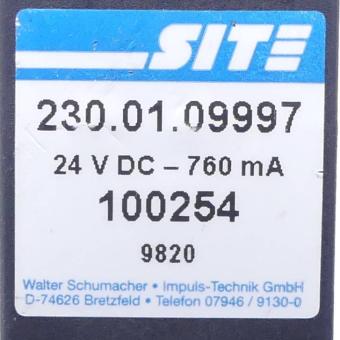 SITE
230.01.09997
24 V DC – 760 mA
100254
9820
Walter Schumacher • Impuls-Technik GmbH
D-74626 Bretzfeld • Telefon 07946 / 9130-0